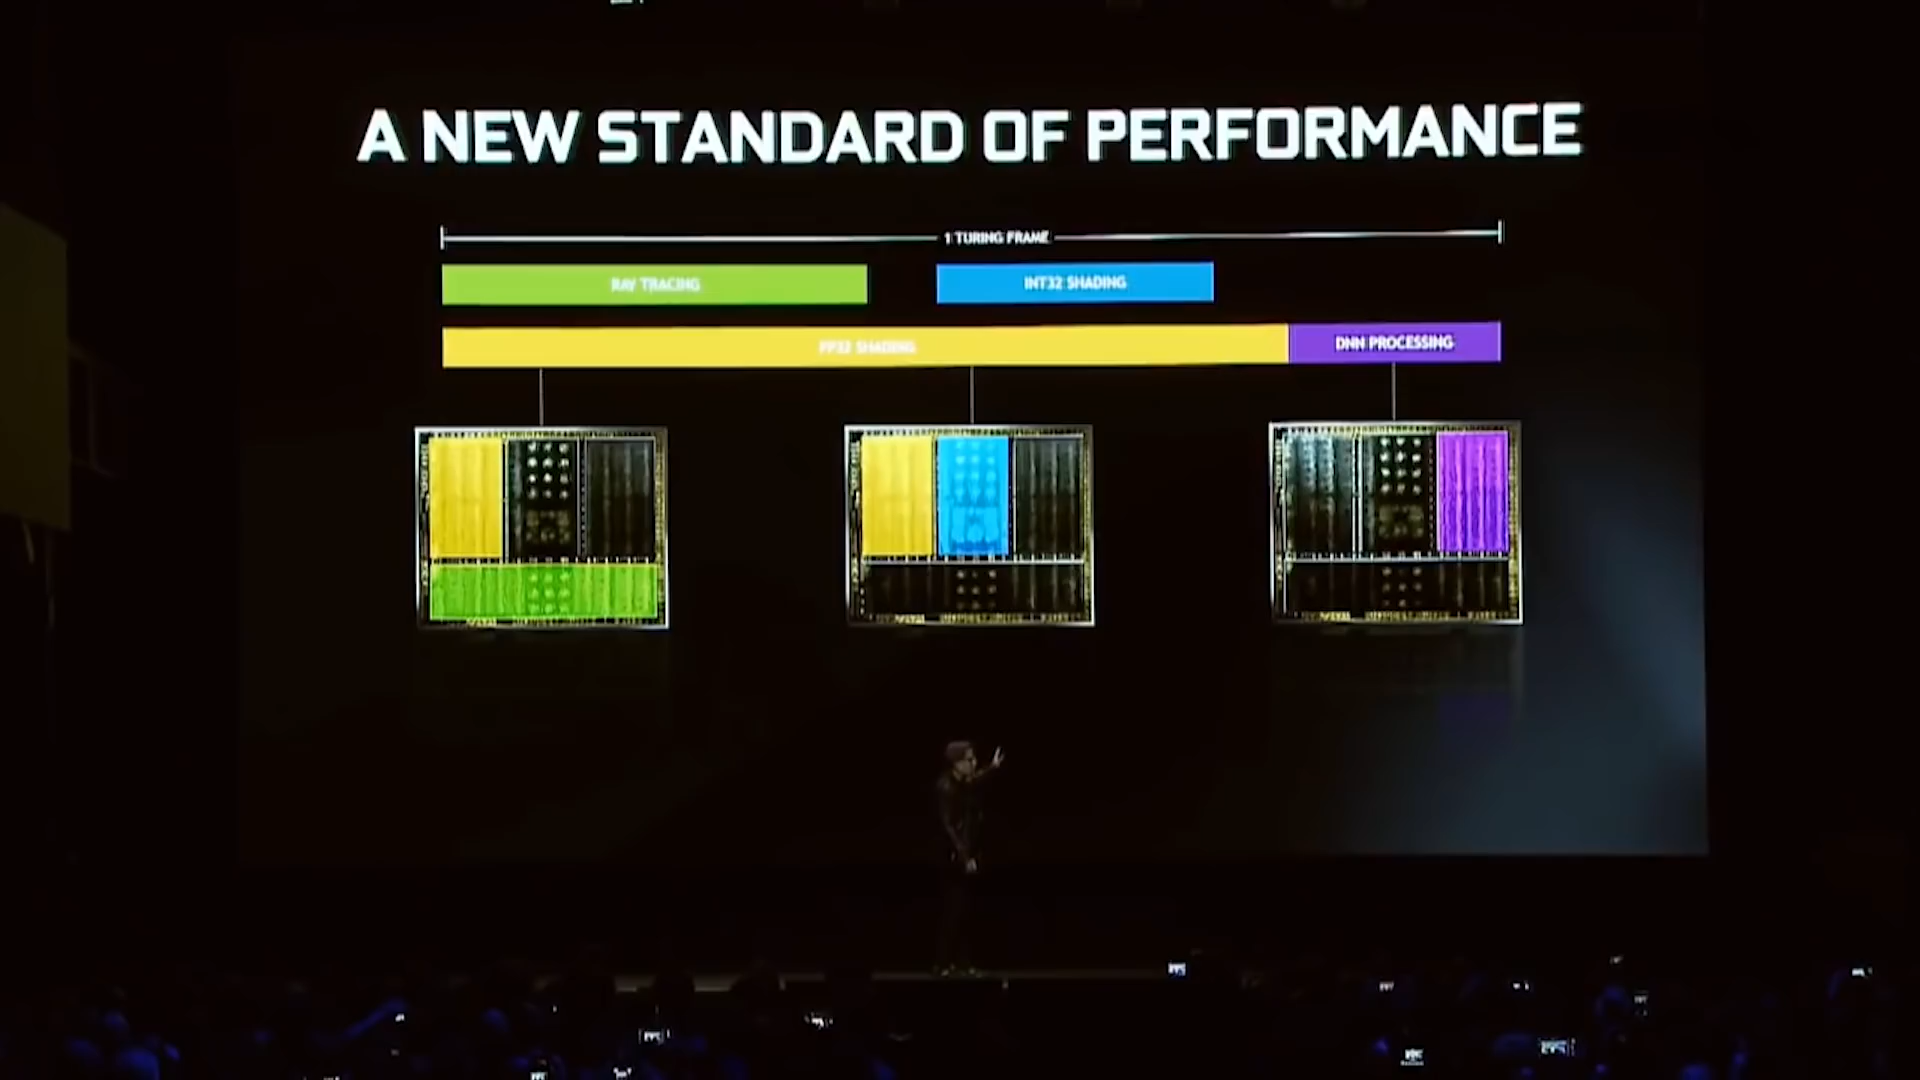 A NEW STANDARD OF PERFORMANCE
1 TURING FRAME
RAY TRACING
INT32 SHADING
FP32 SHADING
DNN PROCESSING